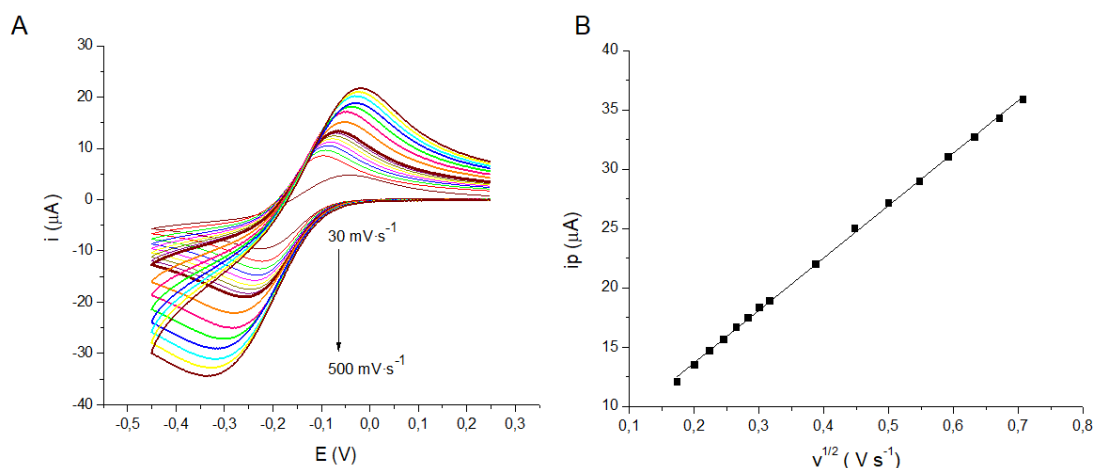 A
30
20
10
0
-10
-20
-30
-40
i (µA)
30 mV·s⁻¹
500 mV·s⁻¹
-0,5 -0,4 -0,3 -0,2 -0,1 0,0 0,1 0,2 0,3
E (V)
B
40
35
30
25
20
15
10
ip (µA)
0,1 0,2 0,3 0,4 0,5 0,6 0,7 0,8
v¹ᐟ² ( V s⁻¹)